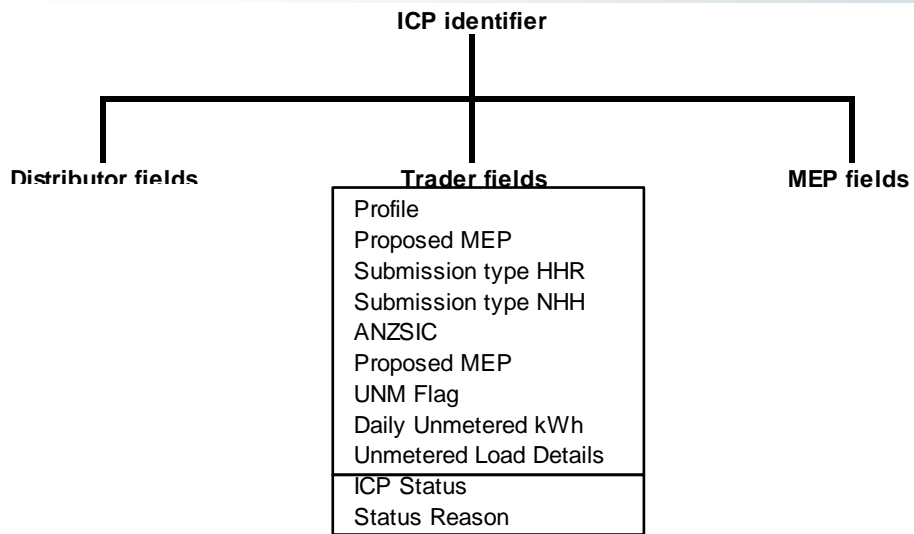 ICP identifier
Distributor fields
Trader fields
MEP fields
Profile
Proposed MEP
Submission type HHR
Submission type NHH
ANZSIC
Proposed MEP
UNM Flag
Daily Unmetered kWh
Unmetered Load Details
ICP Status
Status Reason